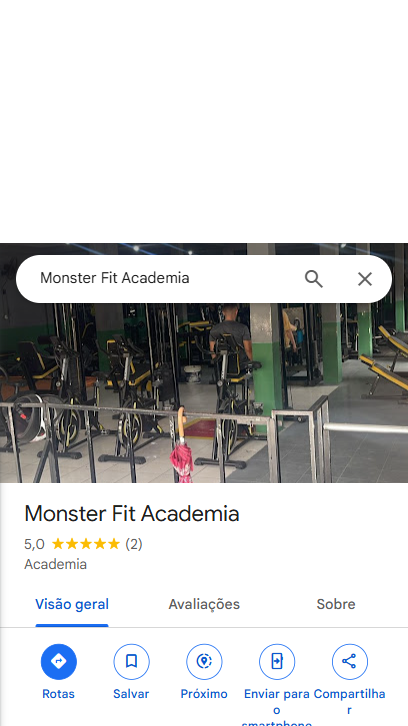 Monster Fit Academia
Monster Fit Academia
5,0 (2)
Academia
Visão geral Avaliações Sobre
Rotas Salvar Próximo Enviar para o smartphone Compartilhar